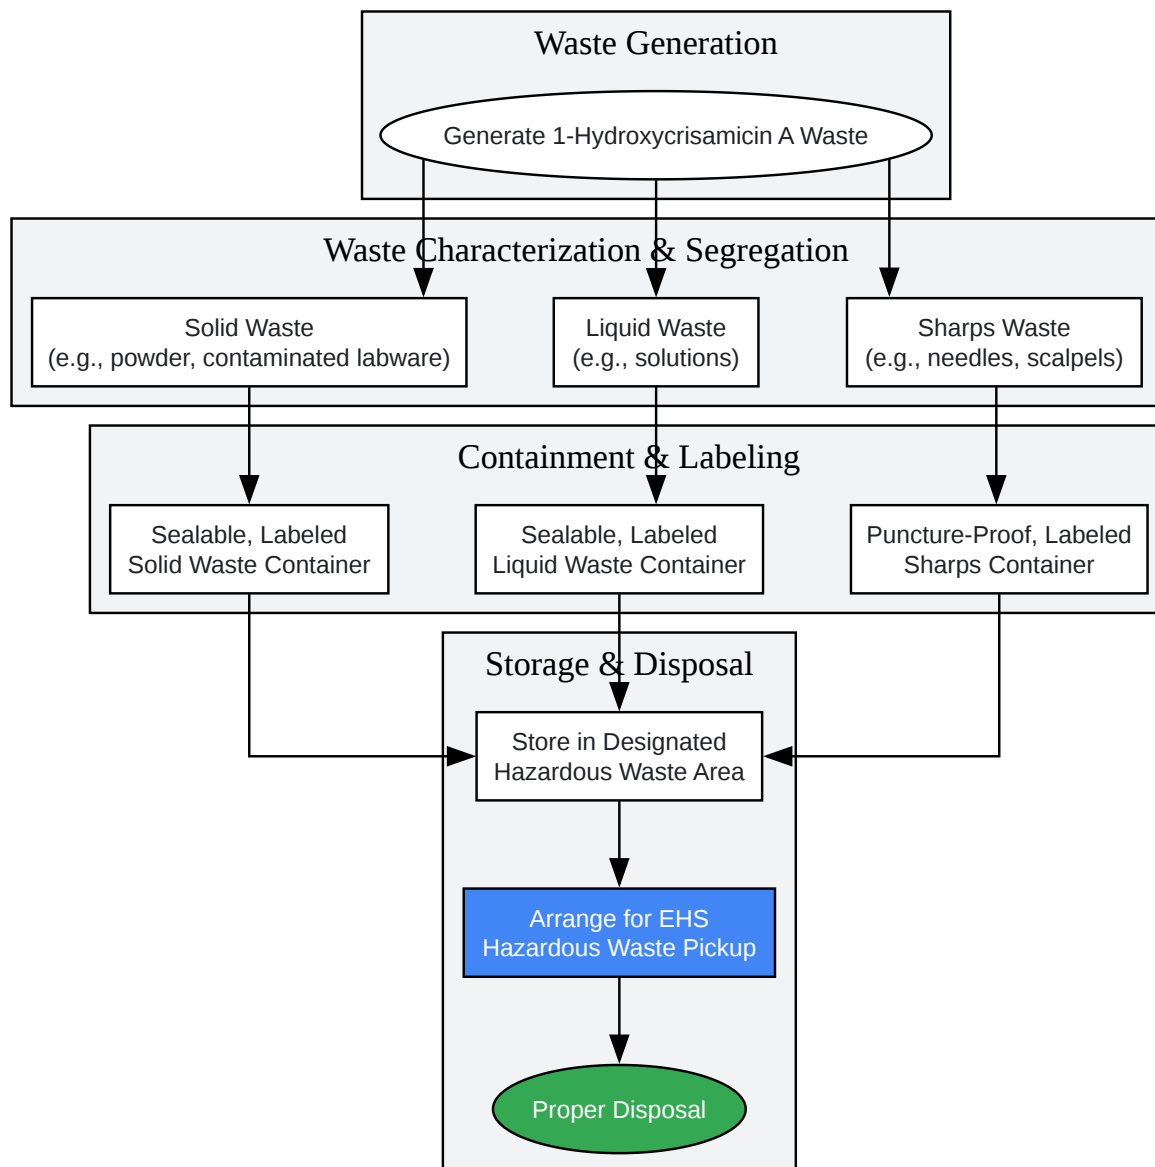 Waste Generation
Generate 1-Hydroxycrisamicin A Waste
Waste Characterization & Segregation
Solid Waste
(e.g., powder, contaminated labware)
Liquid Waste
(e.g., solutions)
Sharps Waste
(e.g., needles, scalpels)
Containment & Labeling
Sealable, Labeled
Solid Waste Container
Sealable, Labeled
Liquid Waste Container
Puncture-Proof, Labeled
Sharps Container
Storage & Disposal
Store in Designated
Hazardous Waste Area
Arrange for EHS
Hazardous Waste Pickup
Proper Disposal